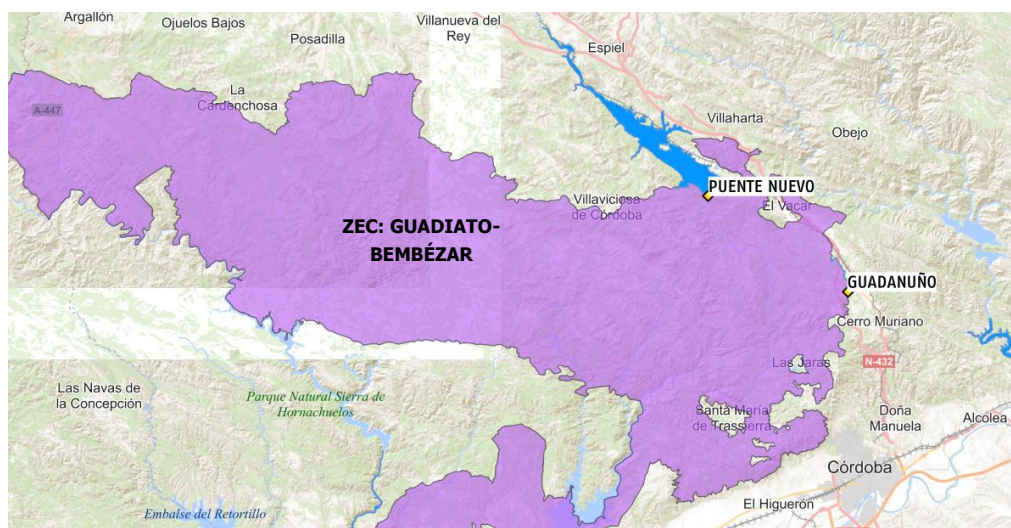 Argallón
Ojuelos Bajos
Villanueva del
Rey
Posadilla
Espiel
La
Cardenchosa
A-447
Villaharta
Obejo
PUENTE NUEVO
Villaviciosa
de Córdoba
El Vacar
ZEC: GUADIATO-
BEMBÉZAR
GUADANUÑO
Cerro Muriano
Las Jaras
N-432
Las Navas de
la Concepción
Parque Natural Sierra de
Hornachuelos
Santa María
de Trassierra
Doña
Manuela
Alcolea
Córdoba
El Higuerón
Embalse del Retortillo